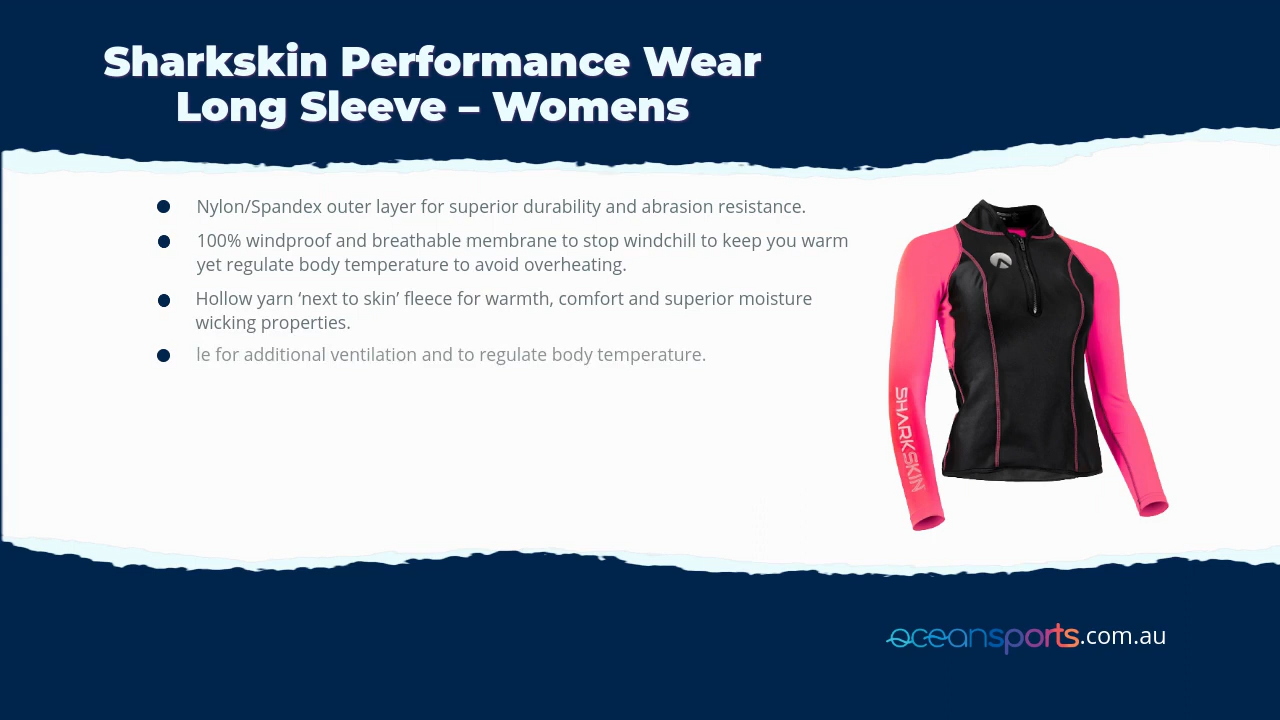 Sharkskin Performance Wear
Long Sleeve – Womens
Nylon/Spandex outer layer for superior durability and abrasion resistance.
100% windproof and breathable membrane to stop windchill to keep you warm
yet regulate body temperature to avoid overheating.
Hollow yarn ‘next to skin’ fleece for warmth, comfort and superior moisture
wicking properties.
le for additional ventilation and to regulate body temperature.
SHARKSKIN
oceansports.com.au